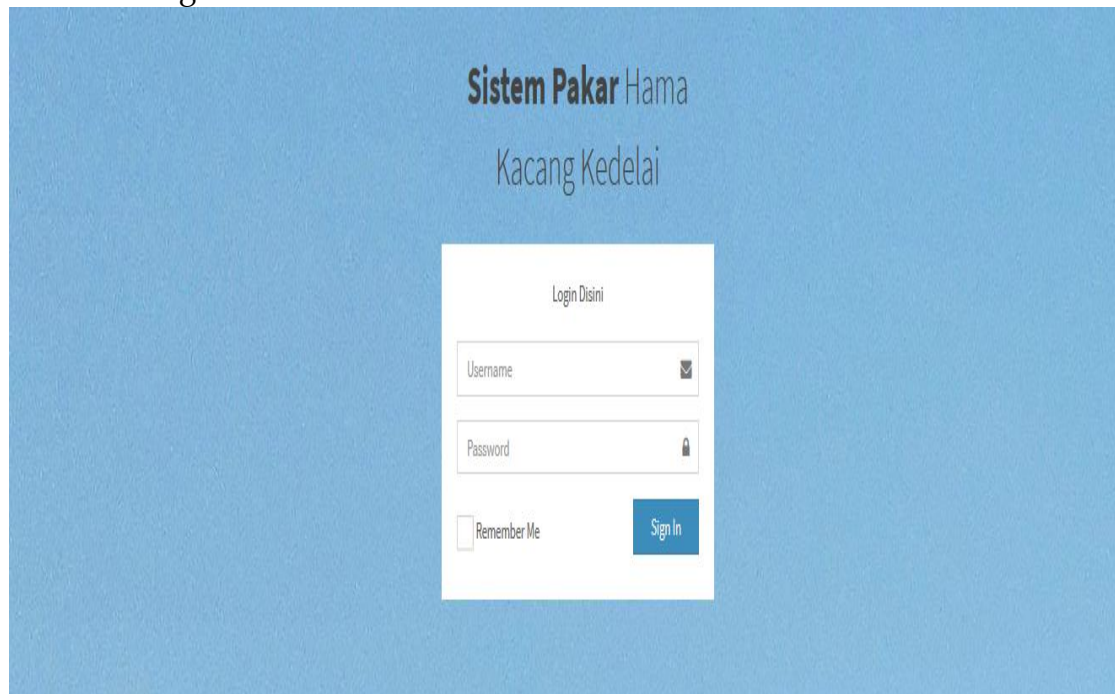 Sistem Pakar Hama
Kacang Kedelai
Login Disini
Username
Password
Remember Me
Sign In